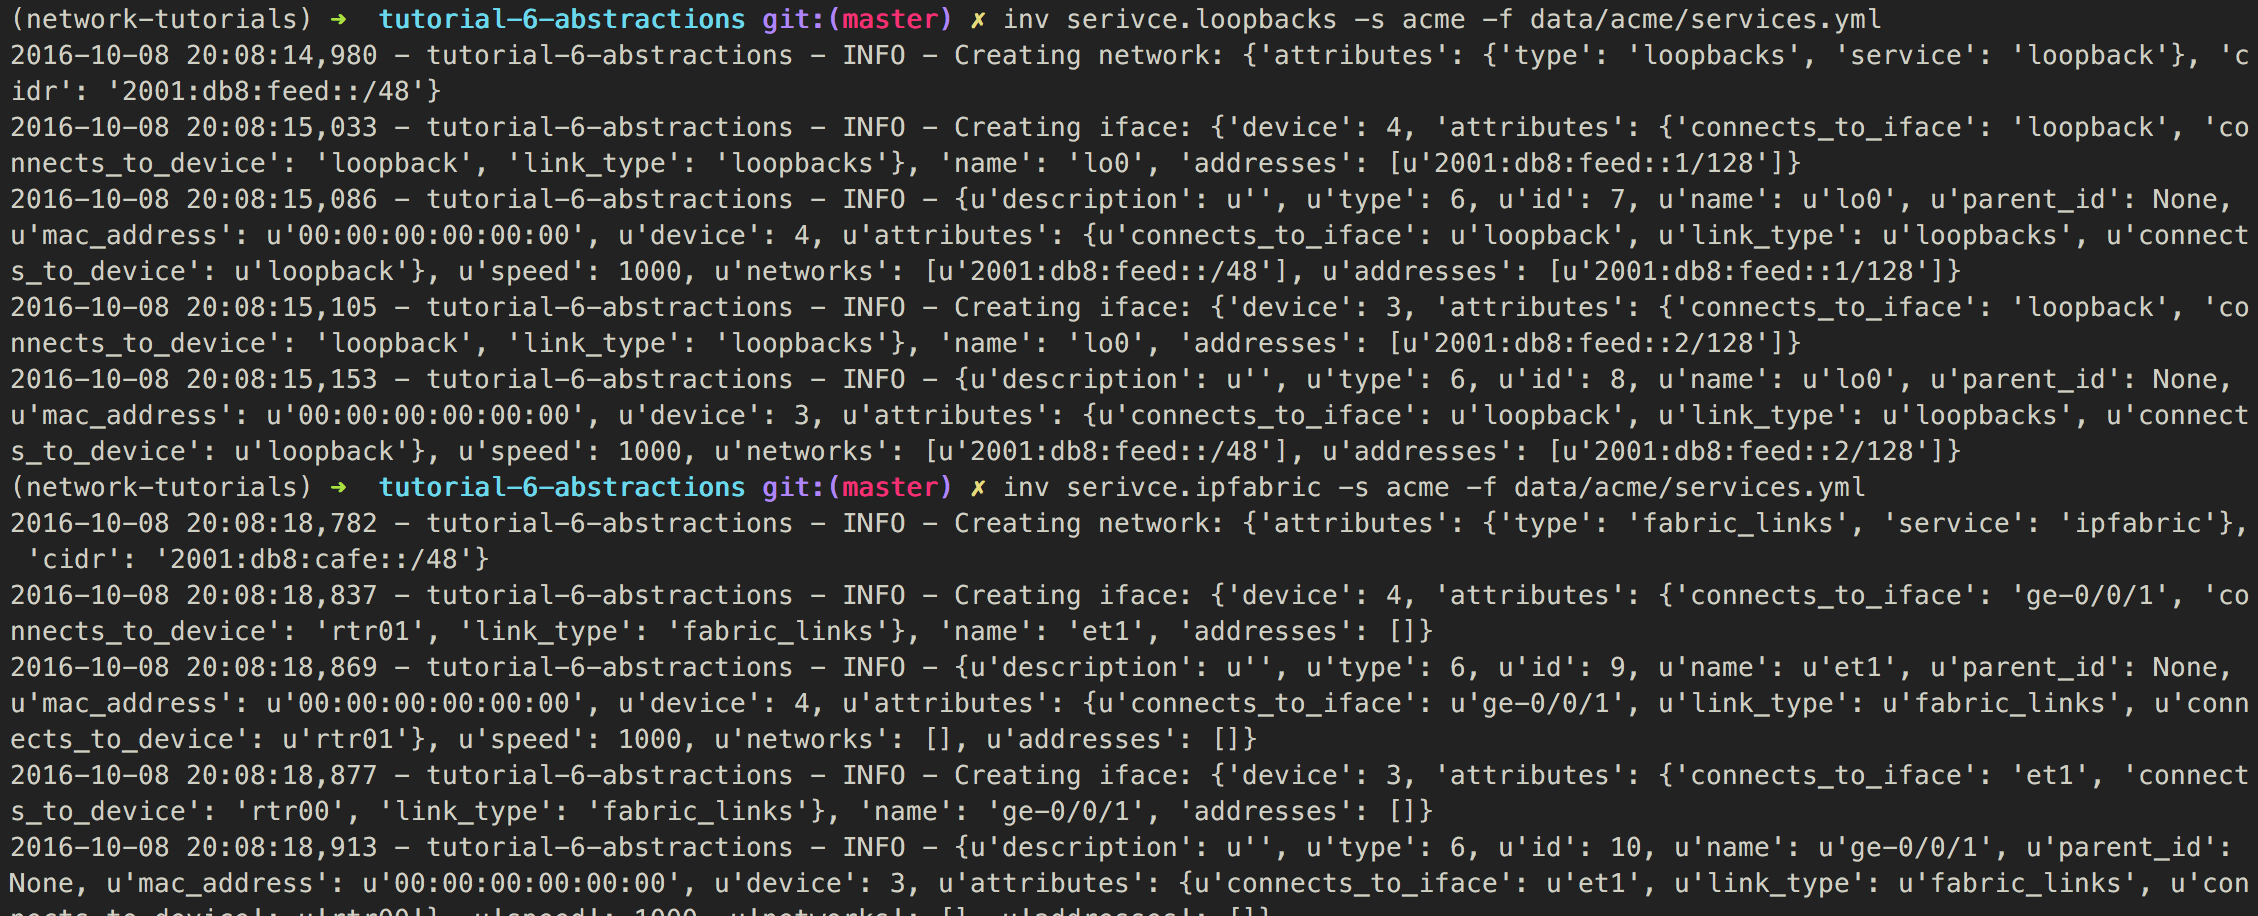 (network-tutorials) ➜  tutorial-6-abstractions git:(master) ✗ inv serivce.loopbacks -s acme -f data/acme/services.yml
2016-10-08 20:08:14,980 - tutorial-6-abstractions - INFO - Creating network: {'attributes': {'type': 'loopbacks', 'service': 'loopback'}, 'c
idr': '2001:db8:feed::/48'}
2016-10-08 20:08:15,033 - tutorial-6-abstractions - INFO - Creating iface: {'device': 4, 'attributes': {'connects_to_iface': 'loopback', 'co
nnects_to_device': 'loopback', 'link_type': 'loopbacks'}, 'name': 'lo0', 'addresses': [u'2001:db8:feed::1/128']}
2016-10-08 20:08:15,086 - tutorial-6-abstractions - INFO - {u'description': u'', u'type': 6, u'id': 7, u'name': u'lo0', u'parent_id': None,
u'mac_address': u'00:00:00:00:00:00', u'device': 4, u'attributes': {u'connects_to_iface': u'loopback', u'link_type': u'loopbacks', u'connect
s_to_device': u'loopback'}, u'speed': 1000, u'networks': [u'2001:db8:feed::/48'], u'addresses': [u'2001:db8:feed::1/128']}
2016-10-08 20:08:15,105 - tutorial-6-abstractions - INFO - Creating iface: {'device': 3, 'attributes': {'connects_to_iface': 'loopback', 'co
nnects_to_device': 'loopback', 'link_type': 'loopbacks'}, 'name': 'lo0', 'addresses': [u'2001:db8:feed::2/128']}
2016-10-08 20:08:15,153 - tutorial-6-abstractions - INFO - {u'description': u'', u'type': 6, u'id': 8, u'name': u'lo0', u'parent_id': None,
u'mac_address': u'00:00:00:00:00:00', u'device': 3, u'attributes': {u'connects_to_iface': u'loopback', u'link_type': u'loopbacks', u'connect
s_to_device': u'loopback'}, u'speed': 1000, u'networks': [u'2001:db8:feed::/48'], u'addresses': [u'2001:db8:feed::2/128']}
(network-tutorials) ➜  tutorial-6-abstractions git:(master) ✗ inv serivce.ipfabric -s acme -f data/acme/services.yml
2016-10-08 20:08:18,782 - tutorial-6-abstractions - INFO - Creating network: {'attributes': {'type': 'fabric_links', 'service': 'ipfabric'},
 'cidr': '2001:db8:cafe::/48'}
2016-10-08 20:08:18,837 - tutorial-6-abstractions - INFO - Creating iface: {'device': 4, 'attributes': {'connects_to_iface': 'ge-0/0/1', 'co
nnects_to_device': 'rtr01', 'link_type': 'fabric_links'}, 'name': 'et1', 'addresses': []}
2016-10-08 20:08:18,869 - tutorial-6-abstractions - INFO - {u'description': u'', u'type': 6, u'id': 9, u'name': u'et1', u'parent_id': None,
u'mac_address': u'00:00:00:00:00:00', u'device': 4, u'attributes': {u'connects_to_iface': u'ge-0/0/1', u'link_type': u'fabric_links', u'conn
ects_to_device': u'rtr01'}, u'speed': 1000, u'networks': [], u'addresses': []}
2016-10-08 20:08:18,877 - tutorial-6-abstractions - INFO - Creating iface: {'device': 3, 'attributes': {'connects_to_iface': 'et1', 'connect
s_to_device': 'rtr00', 'link_type': 'fabric_links'}, 'name': 'ge-0/0/1', 'addresses': []}
2016-10-08 20:08:18,913 - tutorial-6-abstractions - INFO - {u'description': u'', u'type': 6, u'id': 10, u'name': u'ge-0/0/1', u'parent_id':
None, u'mac_address': u'00:00:00:00:00:00', u'device': 3, u'attributes': {u'connects_to_iface': u'et1', u'link_type': u'fabric_links', u'con
nects_to_device': u'rtr00'}, u'speed': 1000, u'networks': [], u'addresses': []}